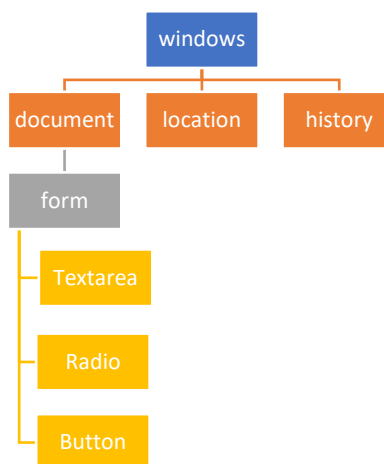 windows
document
location
history
form
Textarea
Radio
Button